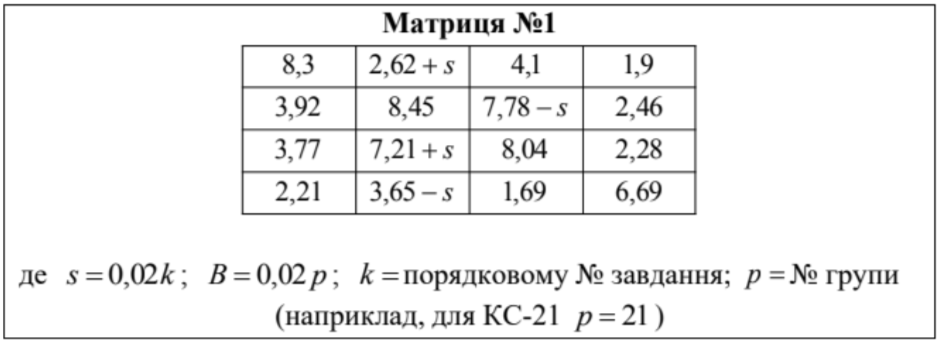 Матриця №1
8,3 2,62 + s 4,1 1,9
3,92 8,45 7,78 – s 2,46
3,77 7,21 + s 8,04 2,28
2,21 3,65 – s 1,69 6,69
де s = 0,02k ; B = 0,02 p ; k = порядковому № завдання; p = № групи
(наприклад, для КС-21 p = 21 )